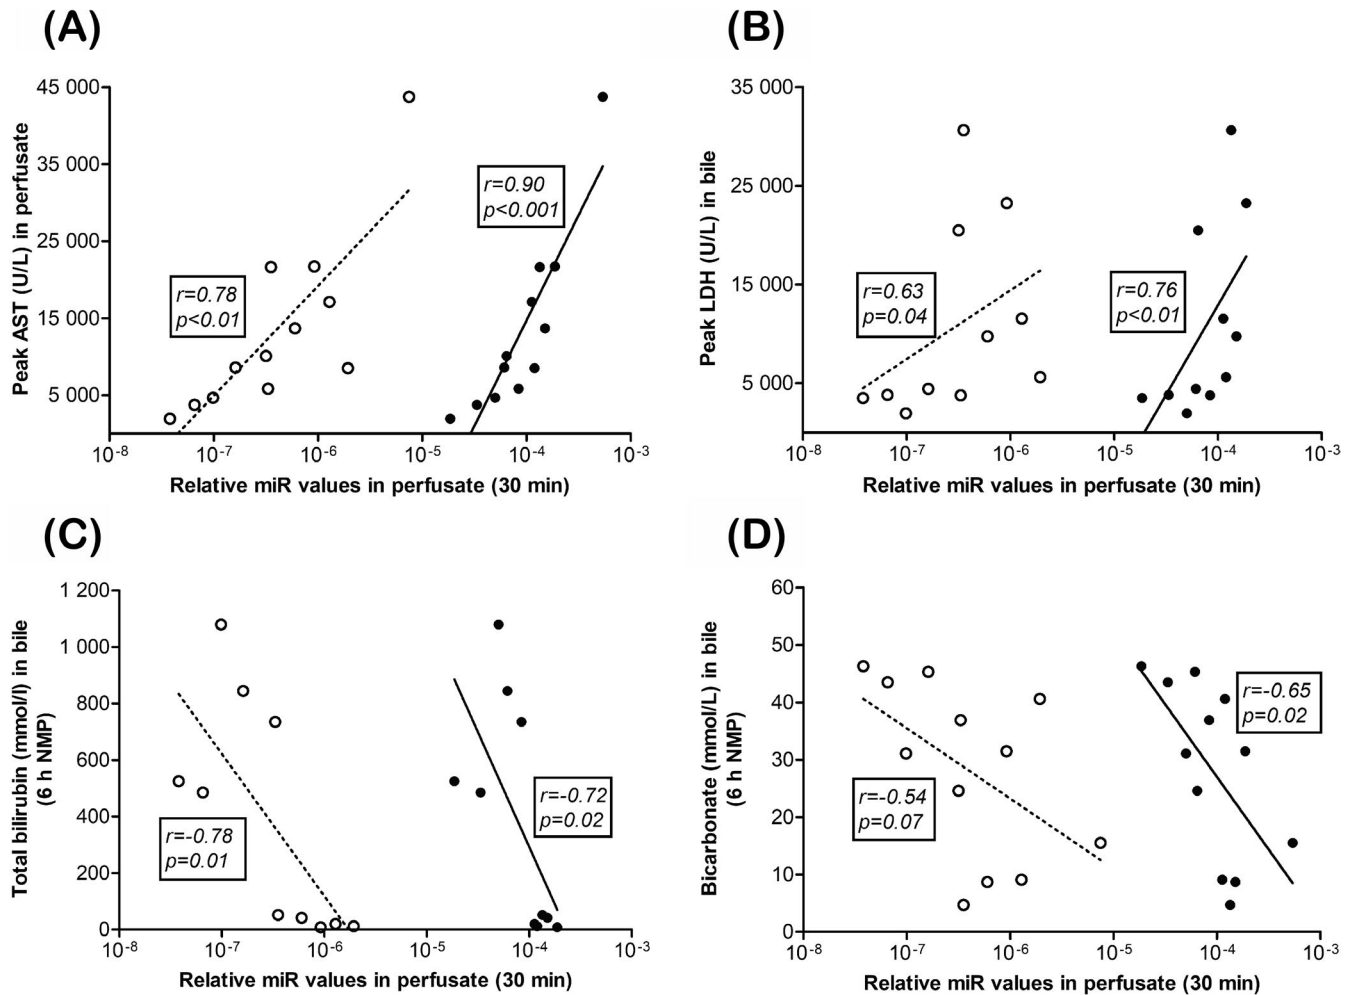 (A)
Peak AST (U/L) in perfusate
45 000
35 000
25 000
15 000
5 000
r=0.78
p<0.01
r=0.90
p<0.001
10-8
10-7
10-6
10-5
10-4
10-3
Relative miR values in perfusate (30 min)
(B)
Peak LDH (U/L) in bile
35 000
25 000
15 000
5 000
r=0.63
p=0.04
r=0.76
p<0.01
10-8
10-7
10-6
10-5
10-4
10-3
Relative miR values in perfusate (30 min)
(C)
Total bilirubin (mmol/l) in bile
(6 h NMP)
1 200
1 000
800
600
400
200
0
r=-0.78
p=0.01
r=-0.72
p=0.02
10-8
10-7
10-6
10-5
10-4
10-3
Relative miR values in perfusate (30 min)
(D)
Bicarbonate (mmol/L) in bile
(6 h NMP)
60
50
40
30
20
10
0
r=-0.54
p=0.07
r=-0.65
p=0.02
10-8
10-7
10-6
10-5
10-4
10-3
Relative miR values in perfusate (30 min)